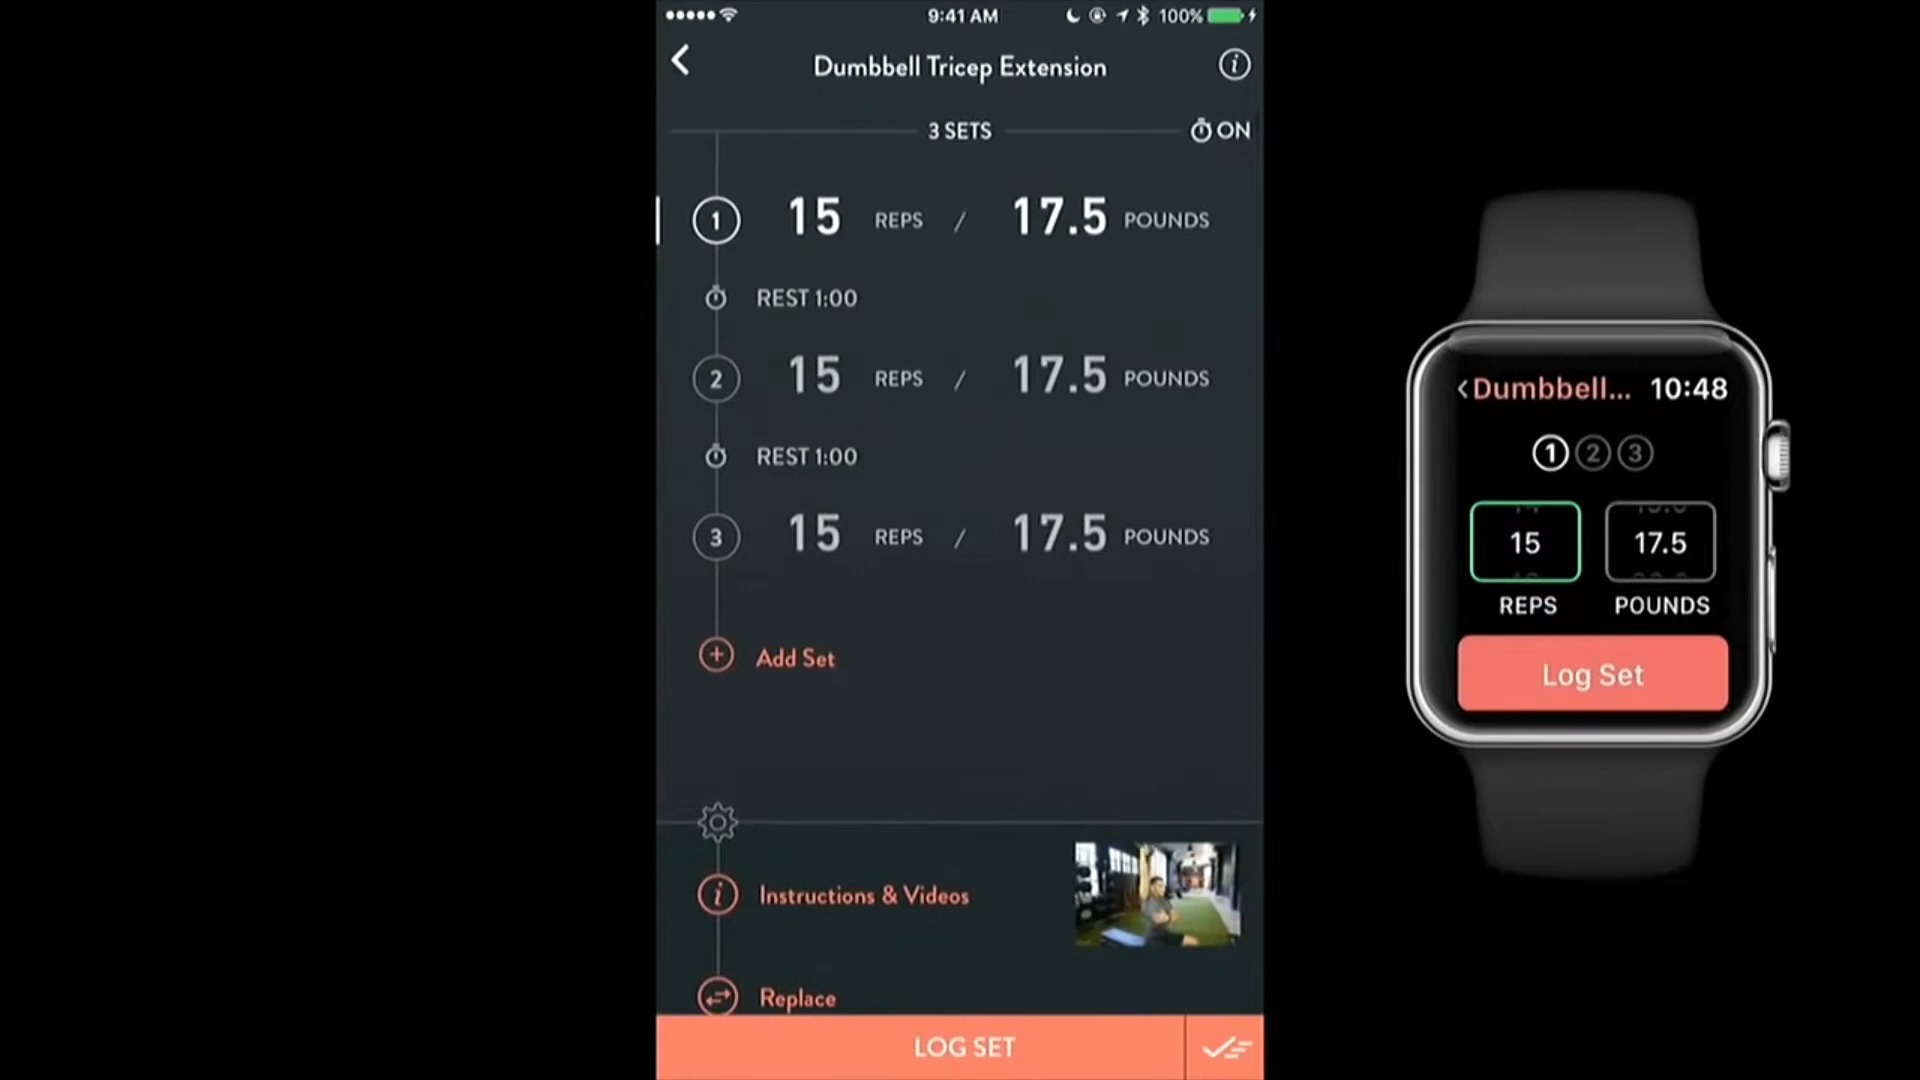 9:41 AM
100%
Dumbbell Tricep Extension
3 SETS
ON
1 15 REPS / 17.5 POUNDS
REST 1:00
2 15 REPS / 17.5 POUNDS
REST 1:00
3 15 REPS / 17.5 POUNDS
Add Set
Instructions & Videos
Replace
LOG SET
Dumbbell... 10:48
1 2 3
15 17.5
REPS POUNDS
Log Set